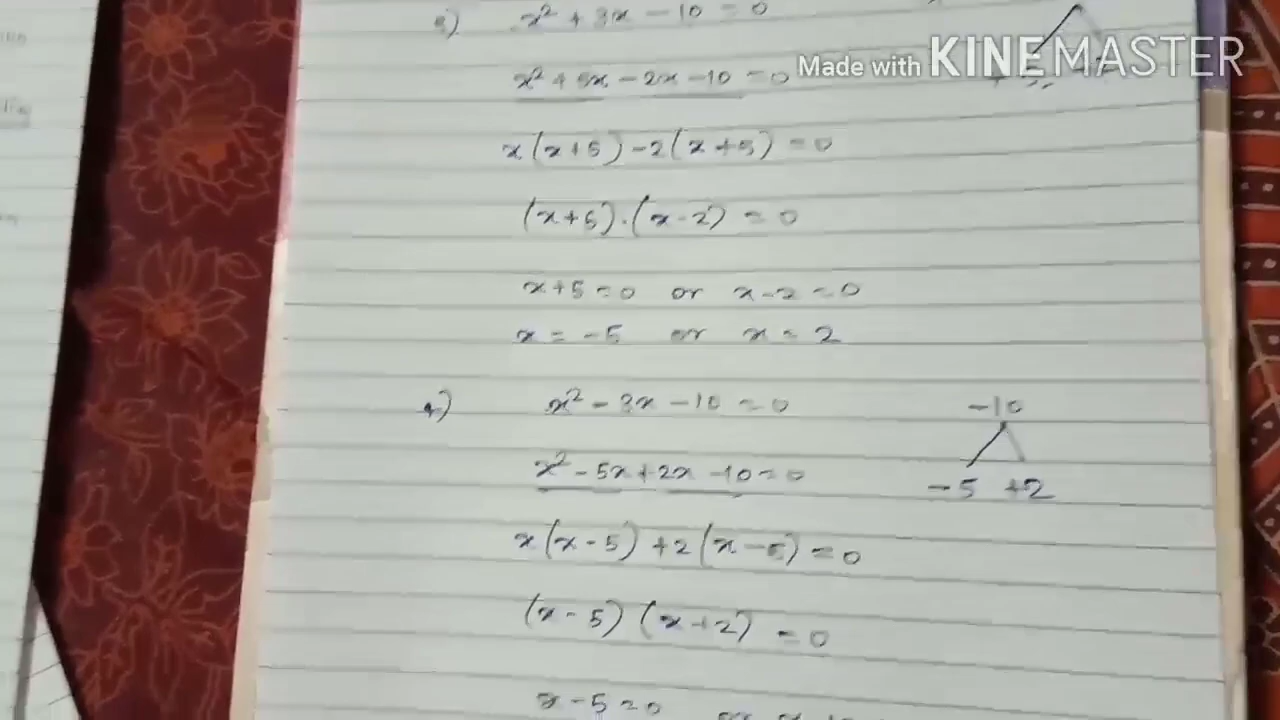 3) x² + 3x - 10 = 0
Made with KINEMASTER
x² + 5x - 2x - 10 = 0
x(x+5) -2(x+5) = 0
(x+5).(x-2) = 0
x+5=0 or x-2=0
x = -5 or x = 2
4) x² - 3x - 10 = 0
-10
x² - 5x + 2x - 10 = 0
-5 +2
x(x-5) +2(x-5) = 0
(x-5) (x+2) = 0
x-5=0